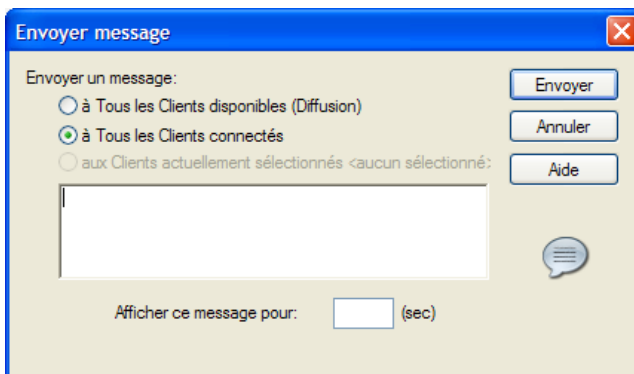 Envoyer message
Envoyer un message:
à Tous les Clients disponibles (Diffusion)
à Tous les Clients connectés
aux Clients actuellement sélectionnés <aucun sélectionné>
Envoyer
Annuler
Aide
Afficher ce message pour: (sec)